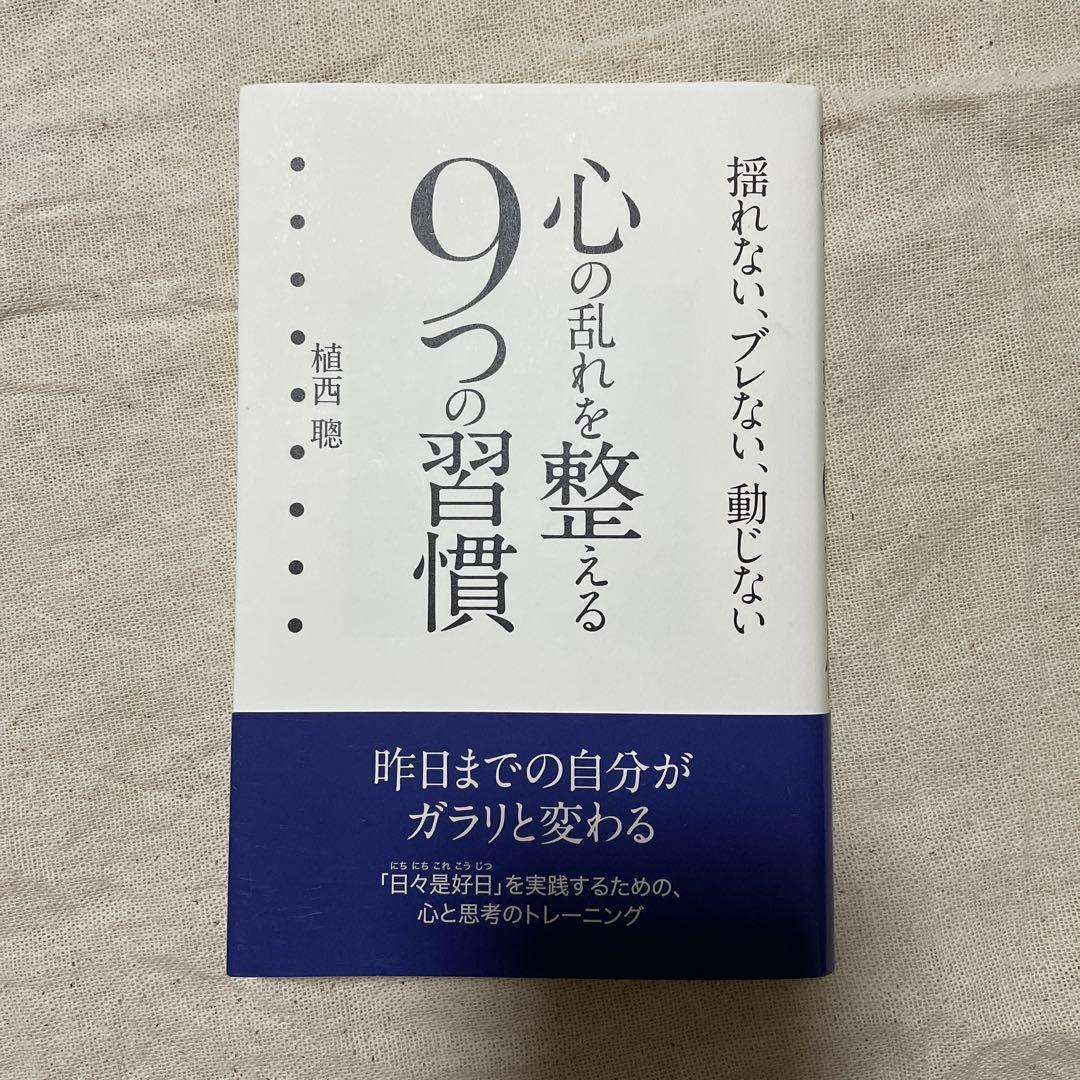 揺れない、ブレない、動じない
心の乱れを整える
9つの習慣
植西 聰
昨日までの自分が
ガラリと変わる
にち にち これ こう じつ
「日々是好日」を実践するための、
心と思考のトレーニング